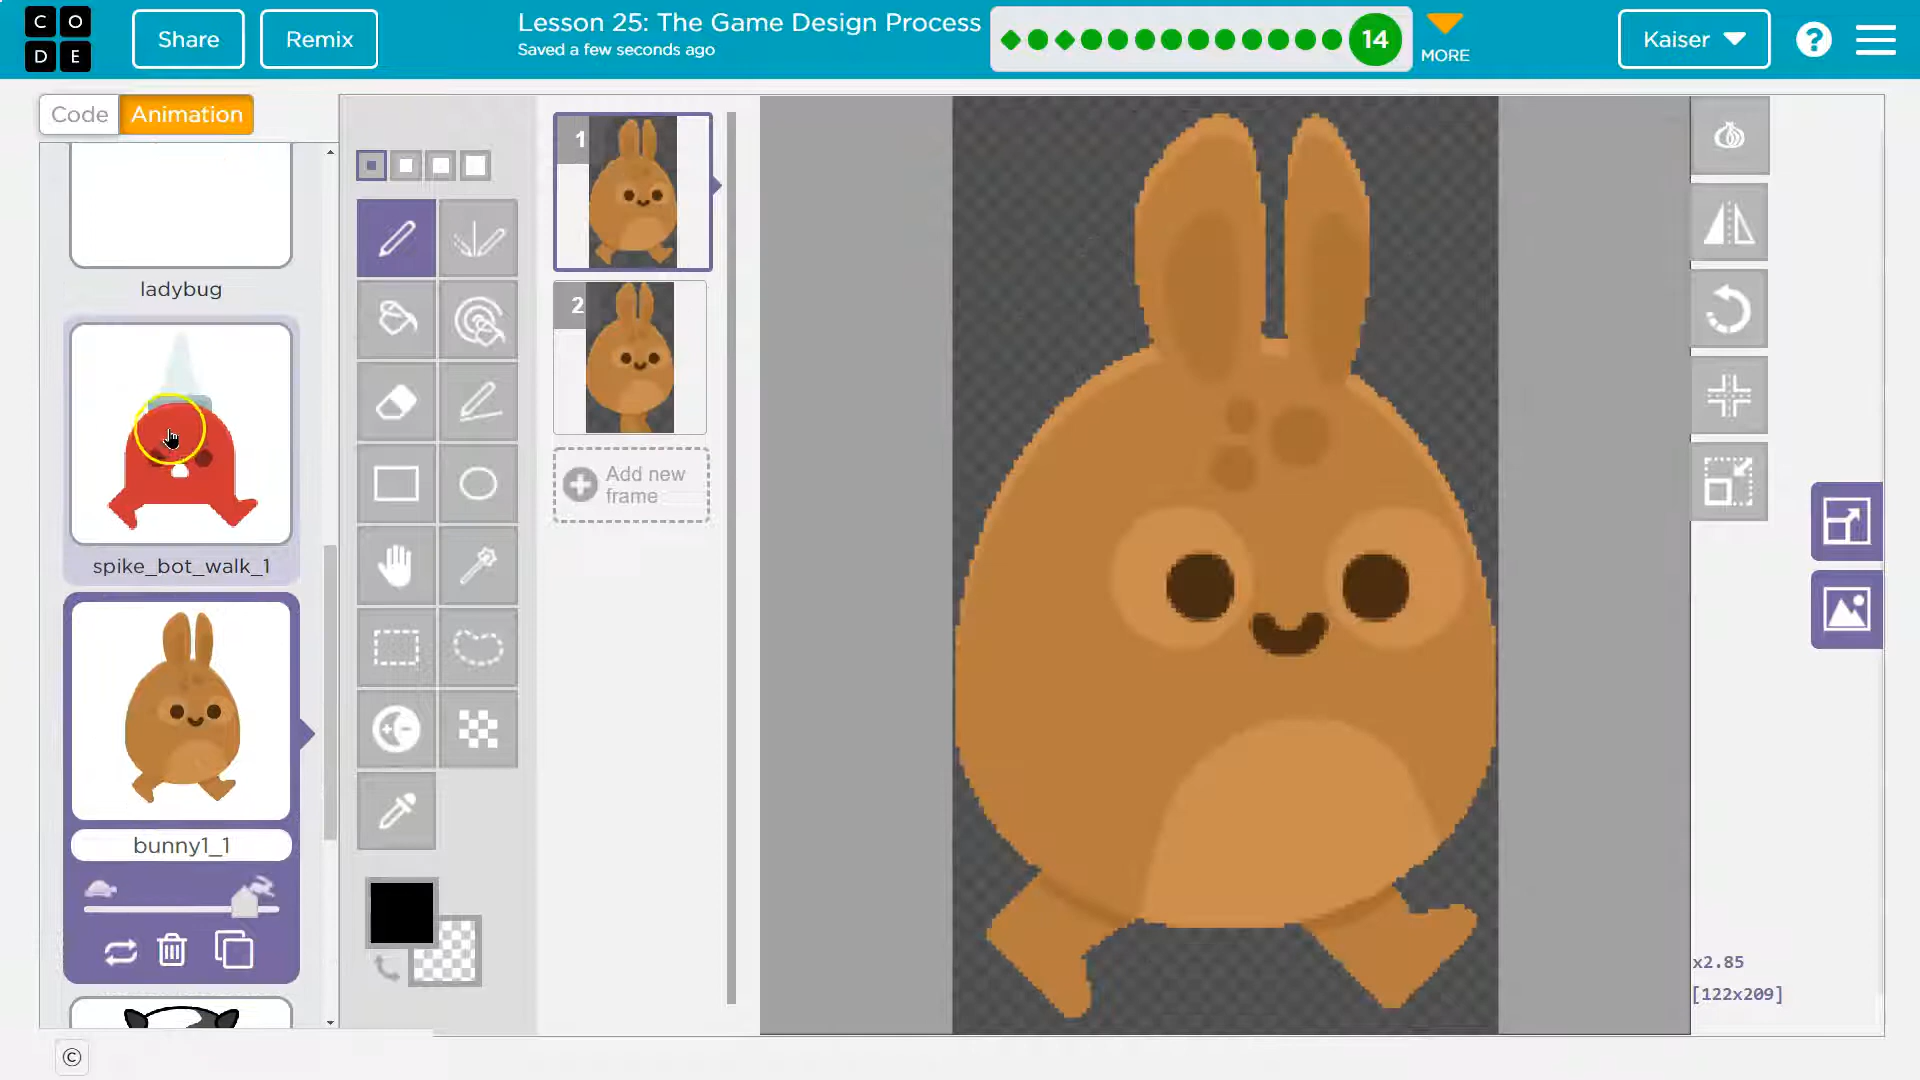 C O
D E
Share
Remix
Lesson 25: The Game Design Process
Saved a few seconds ago
14
MORE
Kaiser
?
Code
Animation
ladybug
spike_bot_walk_1
bunny1_1
1
2
Add new
frame
x2.85
[122x209]
©